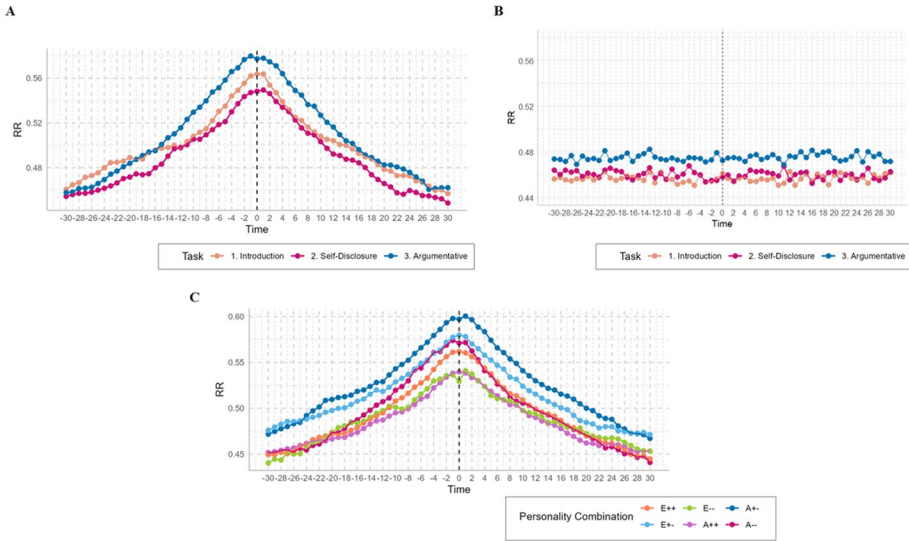 A
RR
0.56
0.52
0.48
-30-28-26-24-22-20-18-16-14-12-10 -8 -6 -4 -2 0 2 4 6 8 10 12 14 16 18 20 22 24 26 28 30
Time
Task 1. Introduction 2. Self-Disclosure 3. Argumentative
B
RR
0.56
0.52
0.48
0.44
-30-28-26-24-22-20-18-16-14-12-10 -8 -6 -4 -2 0 2 4 6 8 10 12 14 16 18 20 22 24 26 28 30
Time
Task 1. Introduction 2. Self-Disclosure 3. Argumentative
C
RR
0.60
0.55
0.50
0.45
-30-28-26-24-22-20-18-16-14-12-10 -8 -6 -4 -2 0 2 4 6 8 10 12 14 16 18 20 22 24 26 28 30
Time
Personality Combination
E++ E-- A+-
E+- A++ A--